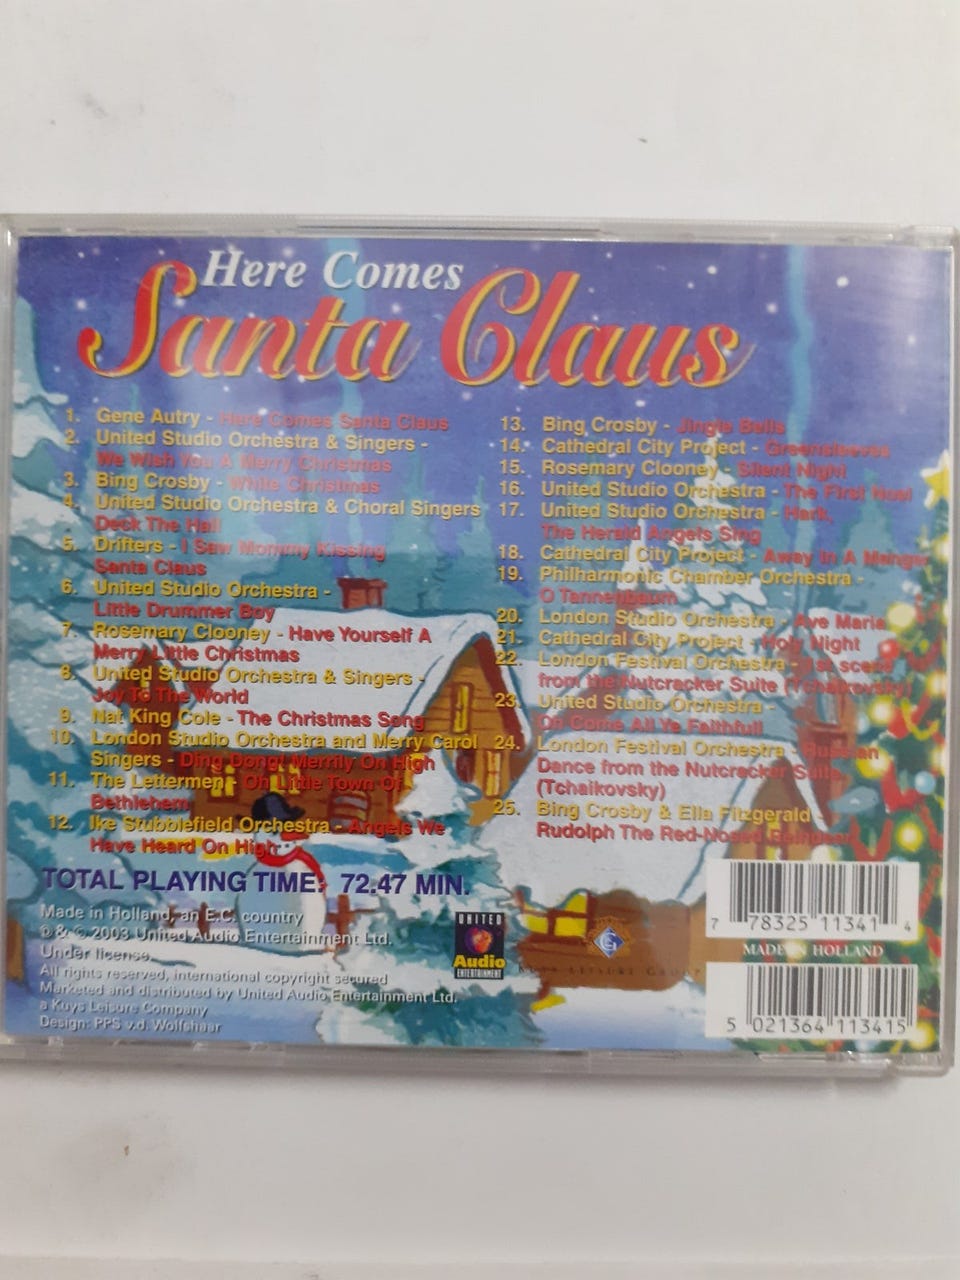 Here Comes
Santa Claus
1. Gene Autry - Here Comes Santa Claus
2. United Studio Orchestra & Singers -
We Wish You A Merry Christmas
3. Bing Crosby - White Christmas
4. United Studio Orchestra & Choral Singers
Deck The Hall
5. Drifters - I Saw Mommy Kissing
Santa Claus
6. United Studio Orchestra -
Little Drummer Boy
7. Rosemary Clooney - Have Yourself A
Merry Little Christmas
8. United Studio Orchestra & Singers -
Joy To The World
9. Nat King Cole - The Christmas Song
10. London Studio Orchestra and Merry Carol
Singers - Ding Dong! Merrily On High
11. The Lettermen - Oh Little Town Of
Bethlehem
12. Ike Stubblefield Orchestra - Angels We
Have Heard On High
13. Bing Crosby - Jingle Bells
14. Cathedral City Project - Greensleeves
15. Rosemary Clooney - Silent Night
16. United Studio Orchestra - The First Noel
17. United Studio Orchestra - Hark,
The Herald Angels Sing
18. Cathedral City Project - Away In A Manger
19. Philharmonic Chamber Orchestra -
O Tannenbaum
20. London Studio Orchestra - Ave Maria
21. Cathedral City Project - Holy Night
22. London Festival Orchestra - 1st scene
from the Nutcracker Suite (Tchaikovsky)
23. United Studio Orchestra -
Oh Come All Ye Faithfull
24. London Festival Orchestra - Russian
Dance from the Nutcracker Suite,
(Tchaikovsky)
25. Bing Crosby & Ella Fitzgerald -
Rudolph The Red-Nosed Reindeer
TOTAL PLAYING TIME: 72.47 MIN.
Made in Holland, an E.C. country
℗ & © 2003 United Audio Entertainment Ltd.
Under license
All rights reserved, international copyright secured
Marketed and distributed by United Audio Entertainment Ltd.
a Kuys Leisure Company
Design: PPS v.d. Wolfshaar
UNITED
Audio
ENTERTAINMENT
KUYS LEISURE GROUP
7 78325 11341 4
MADE IN HOLLAND
5 021364 113415